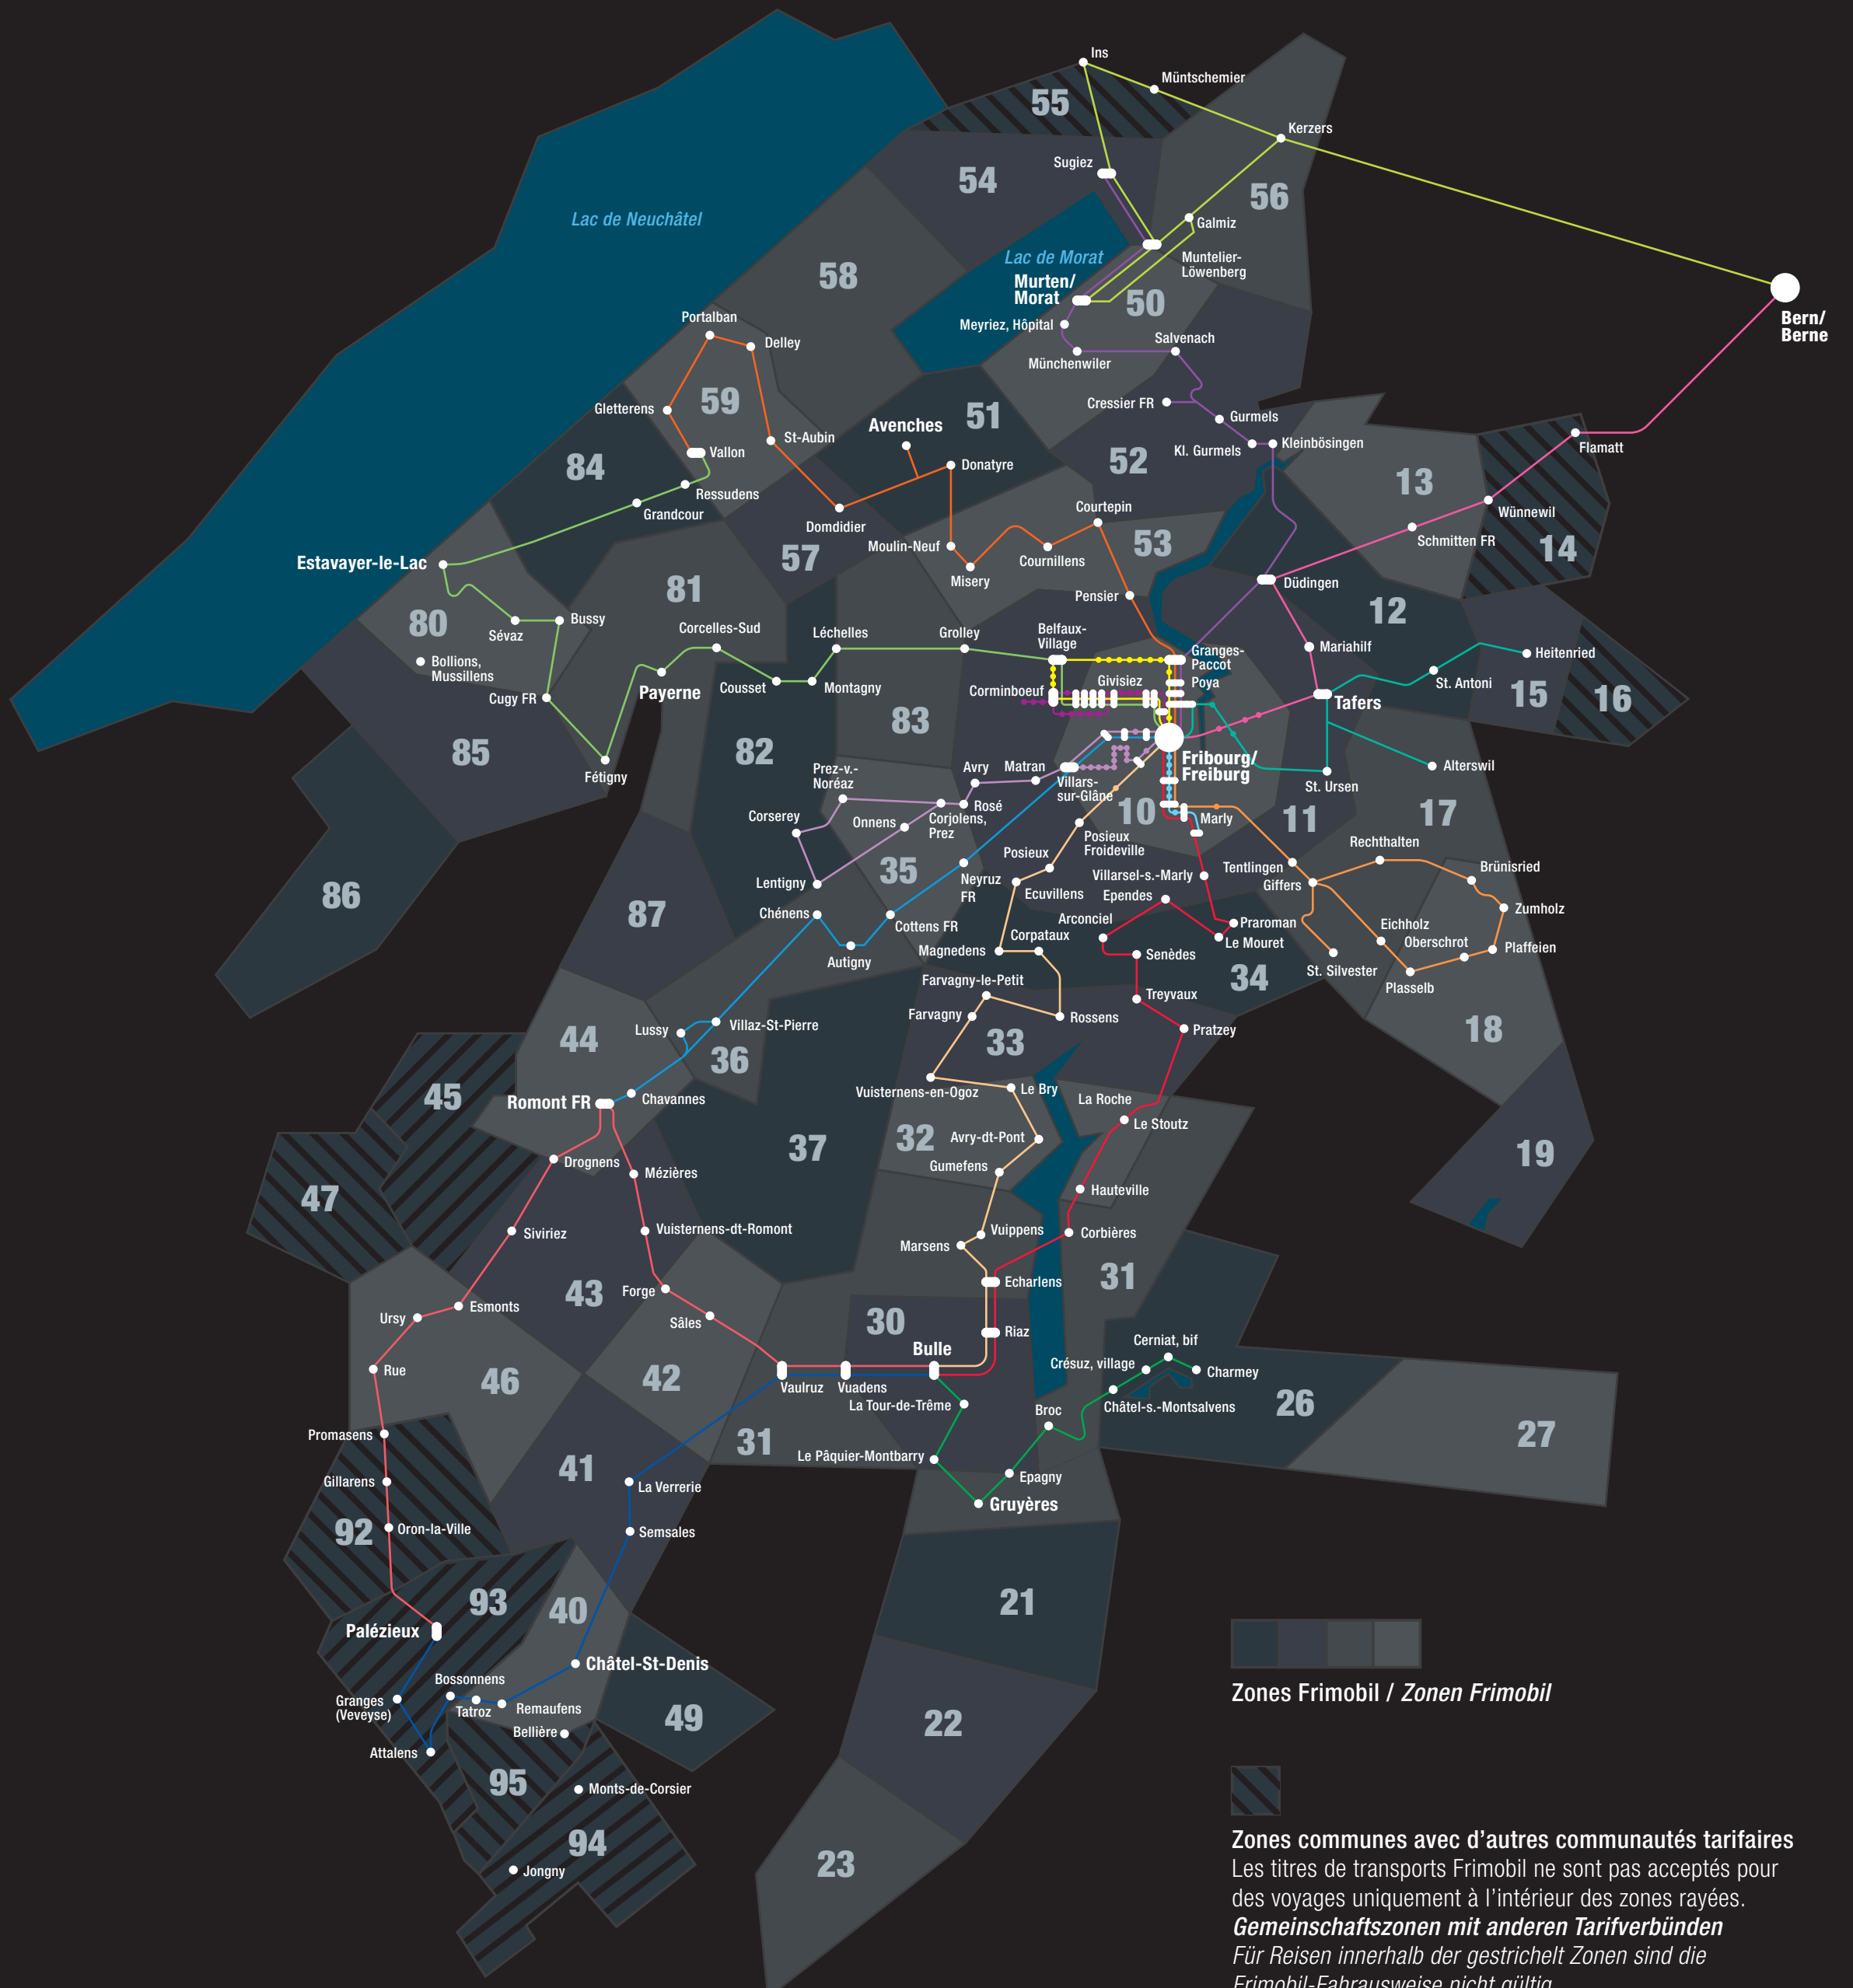 Ins
Müntschemier
55
Kerzers
Sugiez
54
56
Lac de Neuchâtel
Galmiz
Lac de Morat
Muntelier-
Löwenberg
58
Murten/
Morat
50
Bern/
Berne
Portalban
Meyriez, Hôpital
Delley
Salvenach
Münchenwiler
59
Gletterens
Cressier FR
51
Gurmels
Avenches
St-Aubin
Kleinbösingen
Flamatt
Vallon
Kl. Gurmels
52
84
Donatyre
13
Ressudens
Grandcour
Courtepin
Wünnewil
Domdidier
Schmitten FR
Moulin-Neuf
53
14
57
Estavayer-le-Lac
Cournillens
Misery
Düdingen
81
Pensier
12
80
Bussy
Sévaz
Corcelles-Sud
Léchelles
Grolley
Belfaux-
Village
Mariahilf
Granges-
Paccot
Heitenried
Bollions,
Mussillens
Givisiez
Poya
St. Antoni
Payerne
Cousset
Montagny
Corminboeuf
15
16
Cugy FR
Tafers
83
85
82
Fribourg/
Freiburg
Alterswil
Fétigny
Prez-v.-
Noréaz
Avry
Matran
Villars-
sur-Glâne
St. Ursen
Rosé
10
11
17
Corserey
Onnens
Corjolens,
Prez
Marly
Posieux
Froideville
Rechthalten
Posieux
35
Tentlingen
Brünisried
Lentigny
Neyruz
FR
Villarsel-s.-Marly
Giffers
86
Ecuvillens
Ependes
Zumholz
87
Chénens
Cottens FR
Arconciel
Praroman
Eichholz
Corpataux
Le Mouret
Oberschrot
Plaffeien
Magnedens
Autigny
Senèdes
St. Silvester
Farvagny-le-Petit
34
Plasselb
Treyvaux
Farvagny
Rossens
Lussy
Villaz-St-Pierre
Pratzey
18
44
33
36
45
Vuisternens-en-Ogoz
Le Bry
Romont FR
Chavannes
La Roche
Le Stoutz
32
Avry-dt-Pont
37
19
Drognens
Mézières
Gumefens
47
Hauteville
Siviriez
Vuisternens-dt-Romont
Vuippens
Corbières
Marsens
31
43
Echarlens
Forge
Esmonts
Ursy
Sâles
30
Riaz
Bulle
Cerniat, bif
Crésuz, village
Charmey
Rue
46
42
Vaulruz
Vuadens
La Tour-de-Trême
Châtel-s.-Montsalvens
26
Broc
27
Promasens
31
Le Pâquier-Montbarry
41
Gillarens
La Verrerie
Epagny
Gruyères
92
Oron-la-Ville
Semsales
93
40
21
Palézieux
Châtel-St-Denis
Bossonnens
Granges
(Veveyse)
Tatroz
Remaufens
49
Zones Frimobil / Zonen Frimobil
22
Bellière
Attalens
95
Monts-de-Corsier
94
Jongny
23
Zones communes avec d’autres communautés tarifaires
Les titres de transports Frimobil ne sont pas acceptés pour
des voyages uniquement à l’intérieur des zones rayées.
Gemeinschaftszonen mit anderen Tarifverbünden
Für Reisen innerhalb der gestrichelt Zonen sind die
Frimobil-Fahrausweise nicht gültig